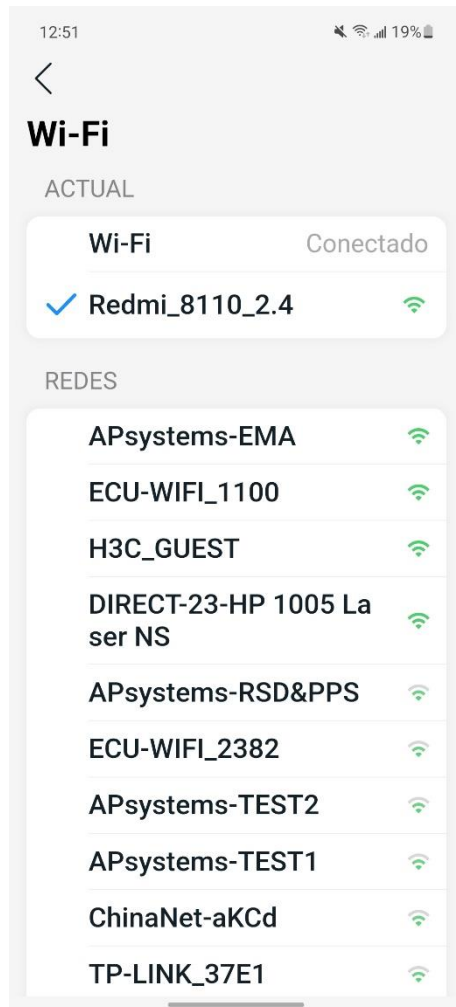 12:51 19%
Wi-Fi
ACTUAL
Wi-Fi Conectado
Redmi_8110_2.4
REDES
APsystems-EMA
ECU-WIFI_1100
H3C_GUEST
DIRECT-23-HP 1005 La
ser NS
APsystems-RSD&PPS
ECU-WIFI_2382
APsystems-TEST2
APsystems-TEST1
ChinaNet-aKCd
TP-LINK_37E1